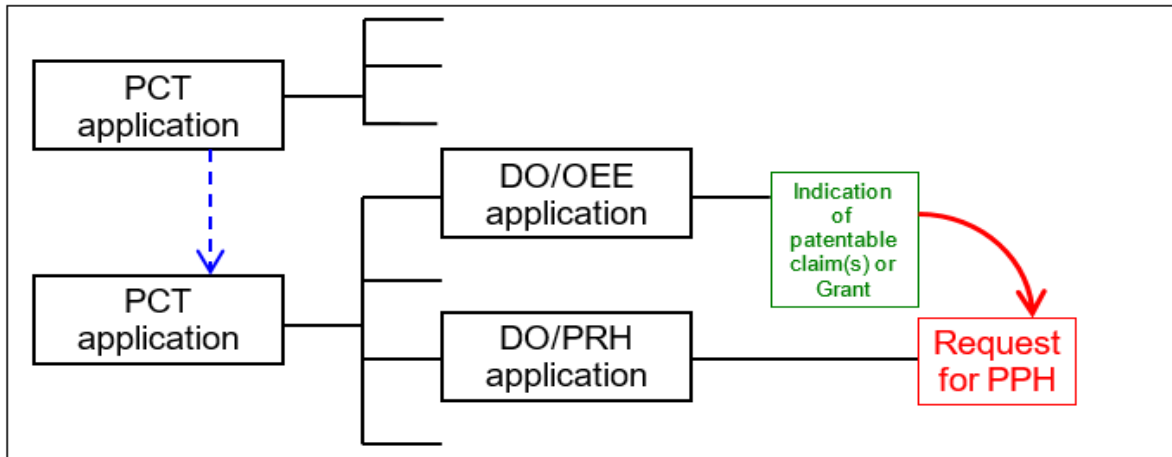 PCT
application
DO/OEE
application
Indication
of
patentable
claim(s) or
Grant
PCT
application
DO/PRH
application
Request
for PPH